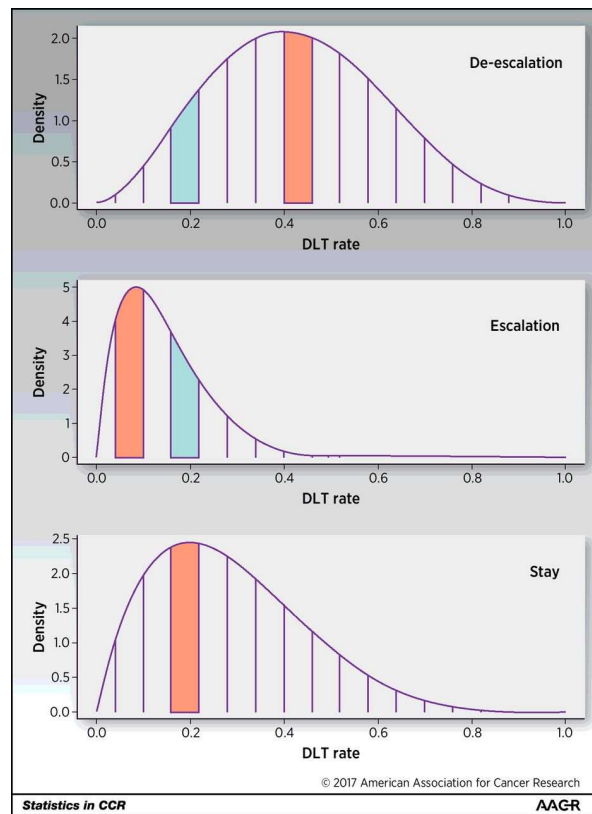 De-escalation
Density
2.0
1.5
1.0
0.5
0.0
0.0 0.2 0.4 0.6 0.8 1.0
DLT rate
Escalation
Density
5
4
3
2
1
0
0.0 0.2 0.4 0.6 0.8 1.0
DLT rate
Stay
Density
2.5
2.0
1.5
1.0
0.5
0.0
0.0 0.2 0.4 0.6 0.8 1.0
DLT rate
© 2017 American Association for Cancer Research
Statistics in CCR AACR